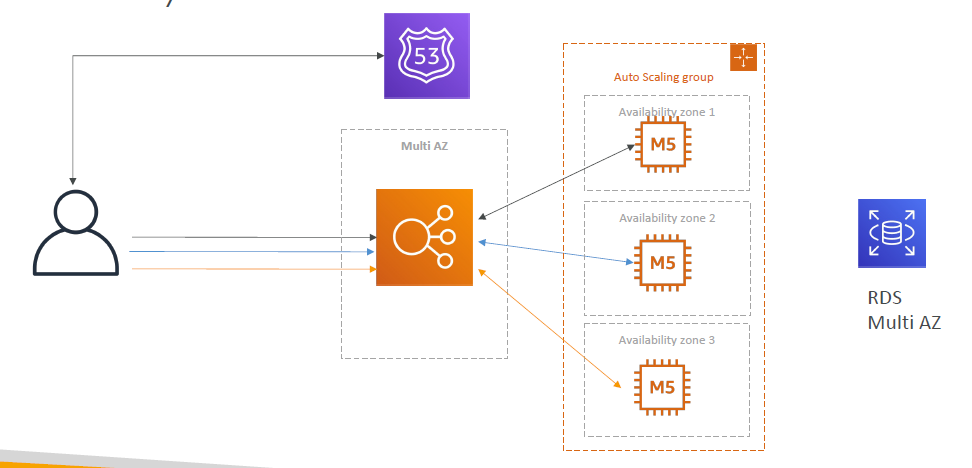 53
Auto Scaling group
Availability zone 1
M5
Multi AZ
Availability zone 2
M5
Availability zone 3
M5
RDS
Multi AZ